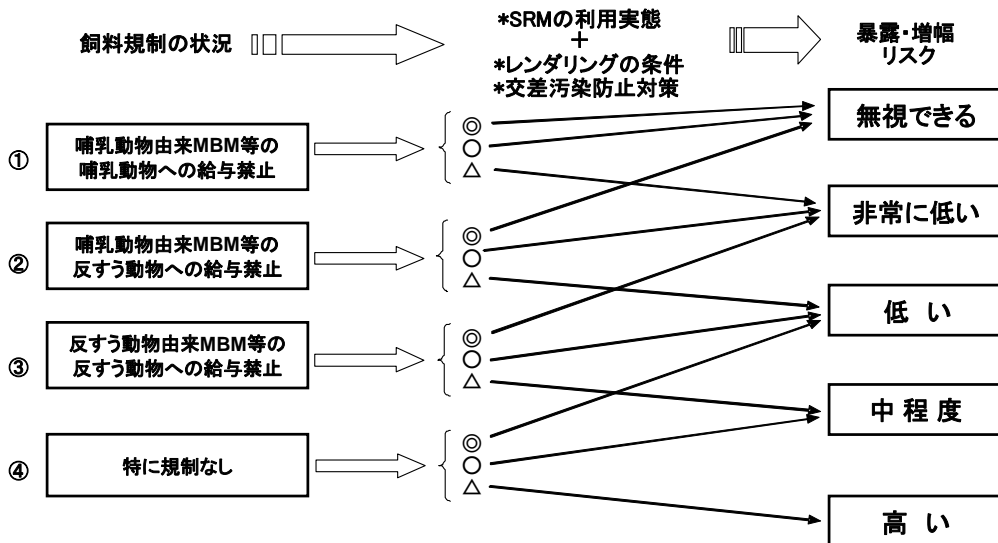 飼料規制の状況
*SRMの利用実態
+
*レンダリングの条件
*交差汚染防止対策
暴露・増幅
リスク
①
哺乳動物由来MBM等の
哺乳動物への給与禁止
◎
○
△
無視できる
②
哺乳動物由来MBM等の
反すう動物への給与禁止
◎
○
△
非常に低い
③
反すう動物由来MBM等の
反すう動物への給与禁止
◎
○
△
低 い
④
特に規制なし
◎
○
△
中 程 度
高 い